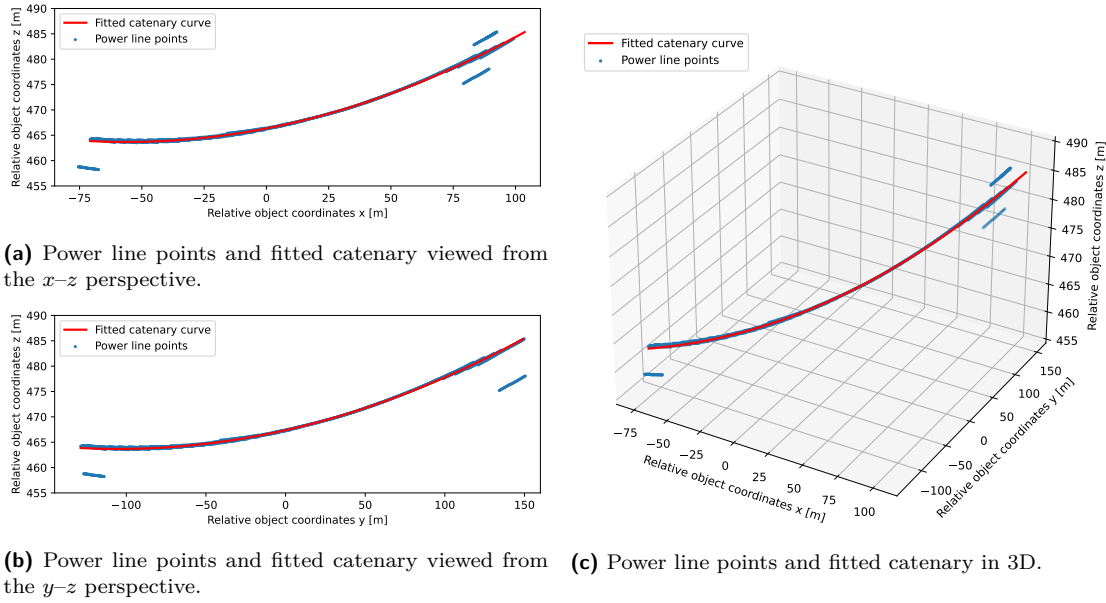 490
485
480
475
470
465
460
455
Relative object coordinates z [m]
Fitted catenary curve
Power line points
−75
−50
−25
0
25
50
75
100
Relative object coordinates x [m]
(a) Power line points and fitted catenary viewed from
the x–z perspective.
490
485
480
475
470
465
460
455
Relative object coordinates z [m]
Fitted catenary curve
Power line points
−100
−50
0
50
100
150
Relative object coordinates y [m]
(b) Power line points and fitted catenary viewed from
the y–z perspective.
Fitted catenary curve
Power line points
490
485
480
475
470
465
460
455
Relative object coordinates z [m]
150
100
50
0
−50
−100
Relative object coordinates y [m]
−75
−50
−25
0
25
50
75
100
Relative object coordinates x [m]
(c) Power line points and fitted catenary in 3D.